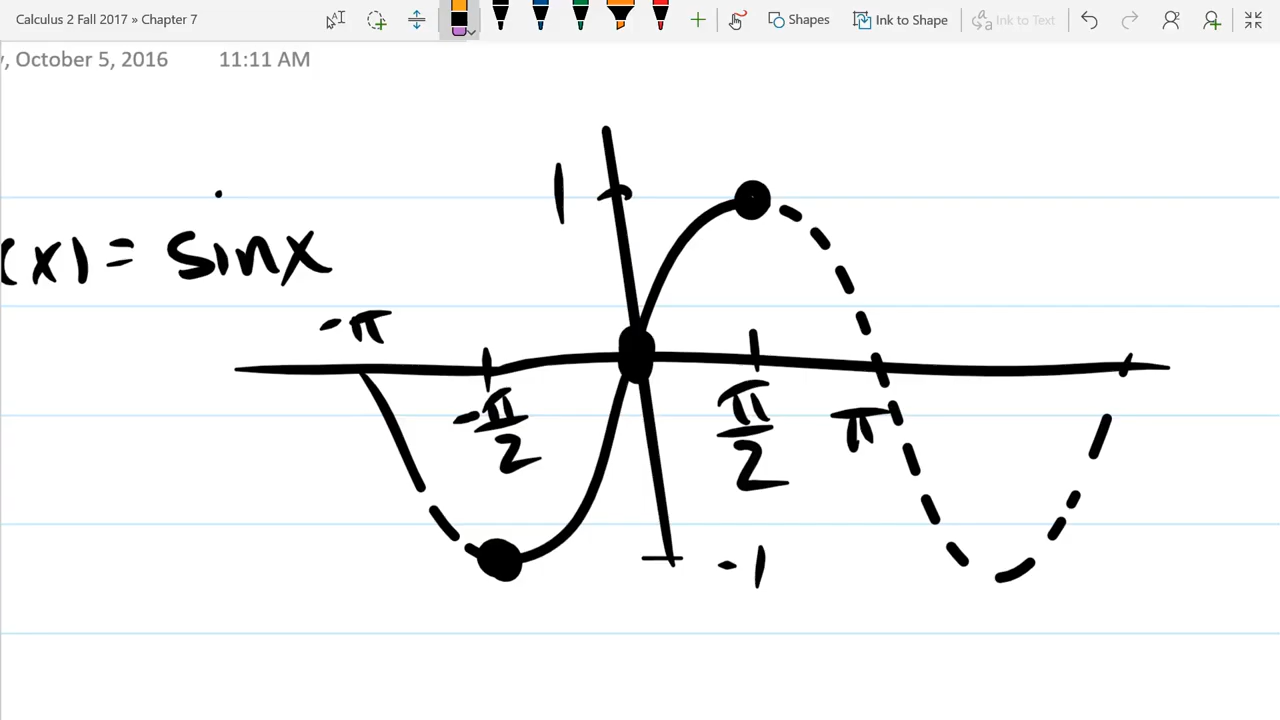 Calculus 2 Fall 2017 » Chapter 7
Shapes
Ink to Shape
Ink to Text
, October 5, 2016 11:11 AM
1
(x) = sinx
-π
-π/2
π/2
π
-1